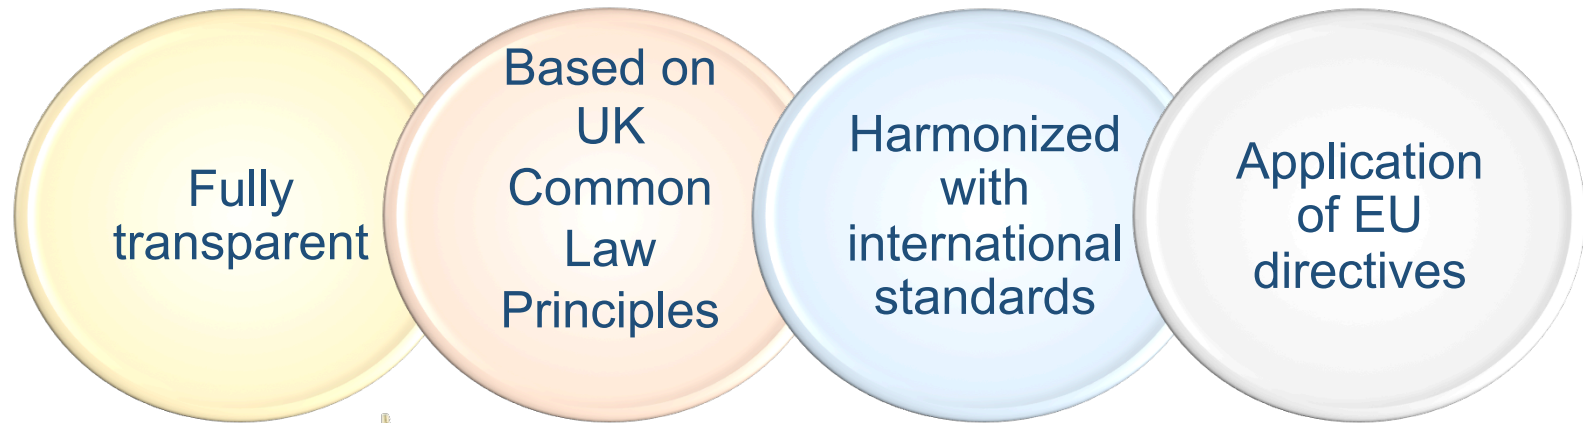 Fully
transparent
Based on
UK
Common
Law
Principles
Harmonized
with
international
standards
Application
of EU
directives